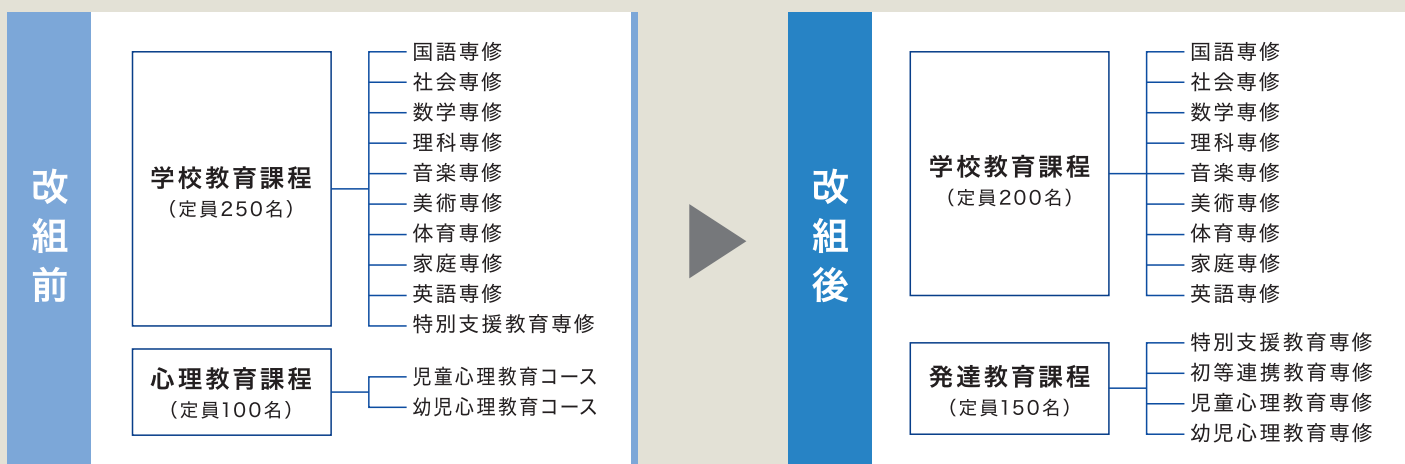 改組前
学校教育課程
（定員250名）
国語専修
社会専修
数学専修
理科専修
音楽専修
美術専修
体育専修
家庭専修
英語専修
特別支援教育専修
心理教育課程
（定員100名）
児童心理教育コース
幼児心理教育コース
改組後
学校教育課程
（定員200名）
国語専修
社会専修
数学専修
理科専修
音楽専修
美術専修
体育専修
家庭専修
英語専修
発達教育課程
（定員150名）
特別支援教育専修
初等連携教育専修
児童心理教育専修
幼児心理教育専修